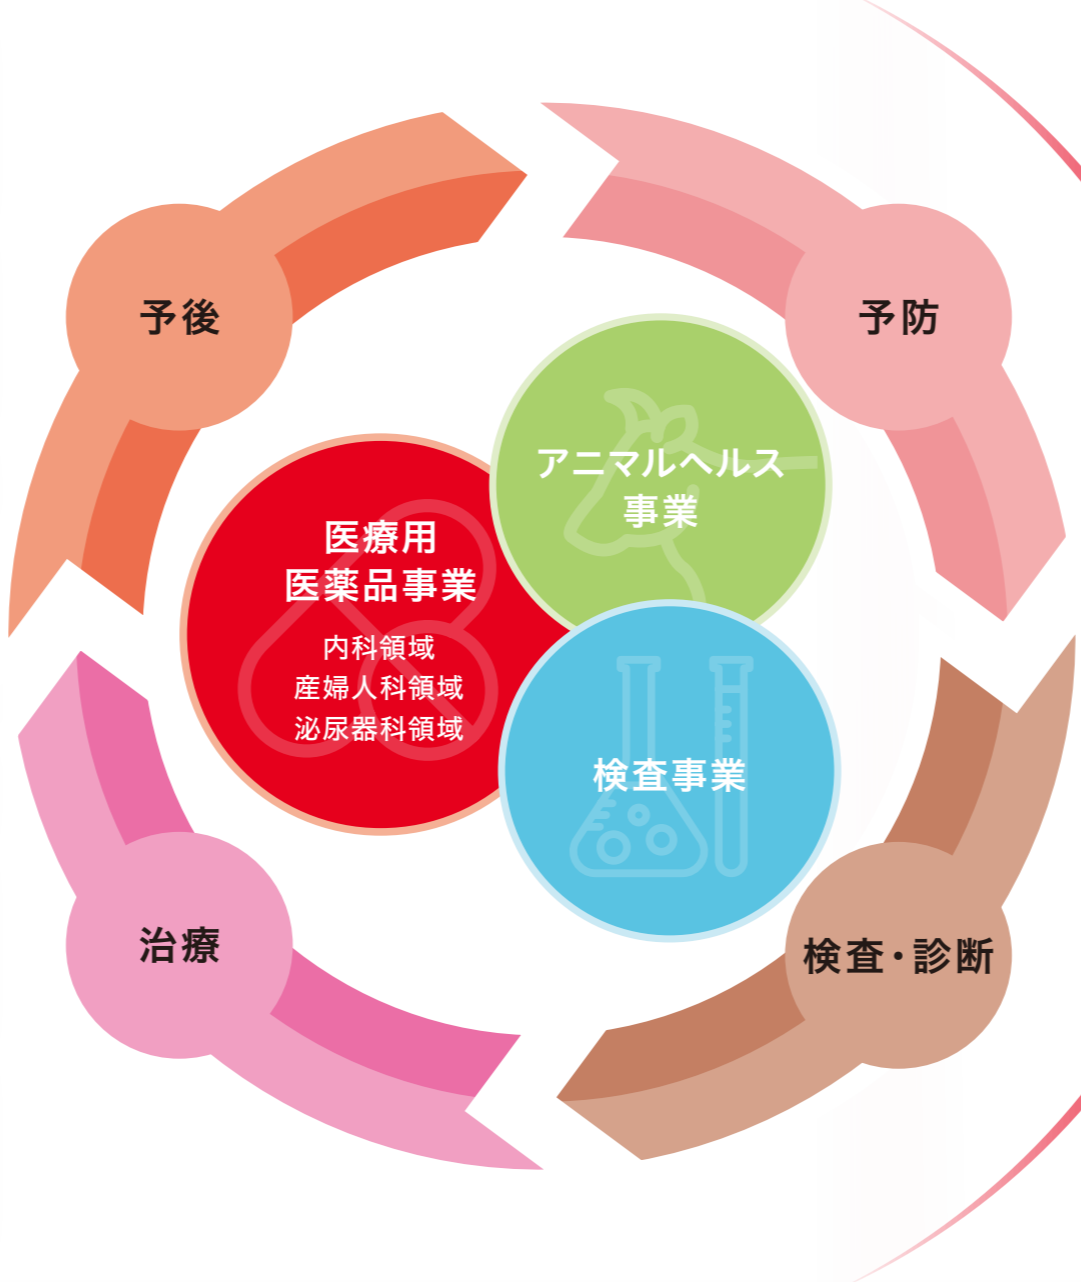 予後
予防
アニマルヘルス
事業
医療用
医薬品事業
内科領域
産婦人科領域
泌尿器科領域
検査事業
治療
検査・診断